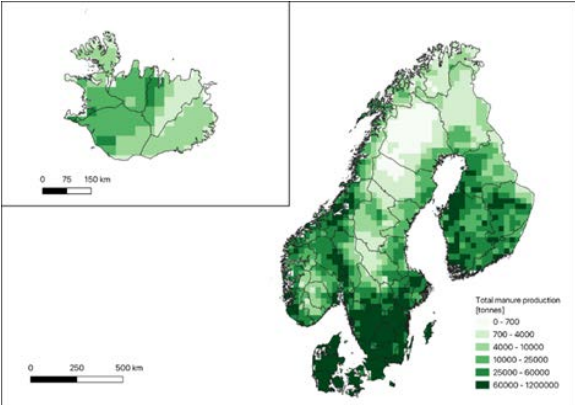 0 75 150 km
0 250 500 km
Total manure production
[tonnes]
0 - 700
700 - 4000
4000 - 10000
10000 - 25000
25000 - 60000
60000 - 1200000